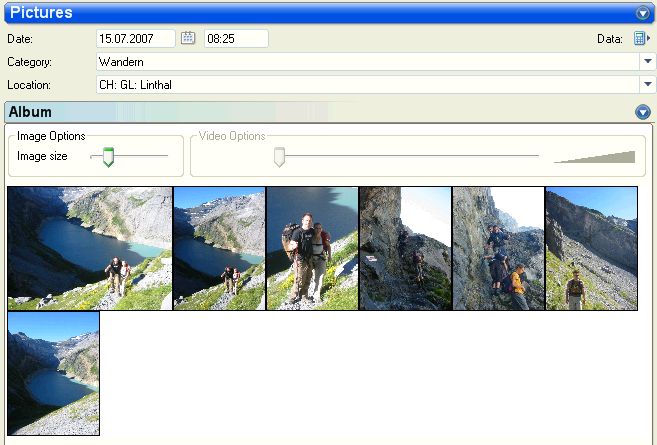 Pictures
Date: 15.07.2007 08:25 Data:
Category: Wandern
Location: CH: GL: Linthal
Album
Image Options Video Options
Image size